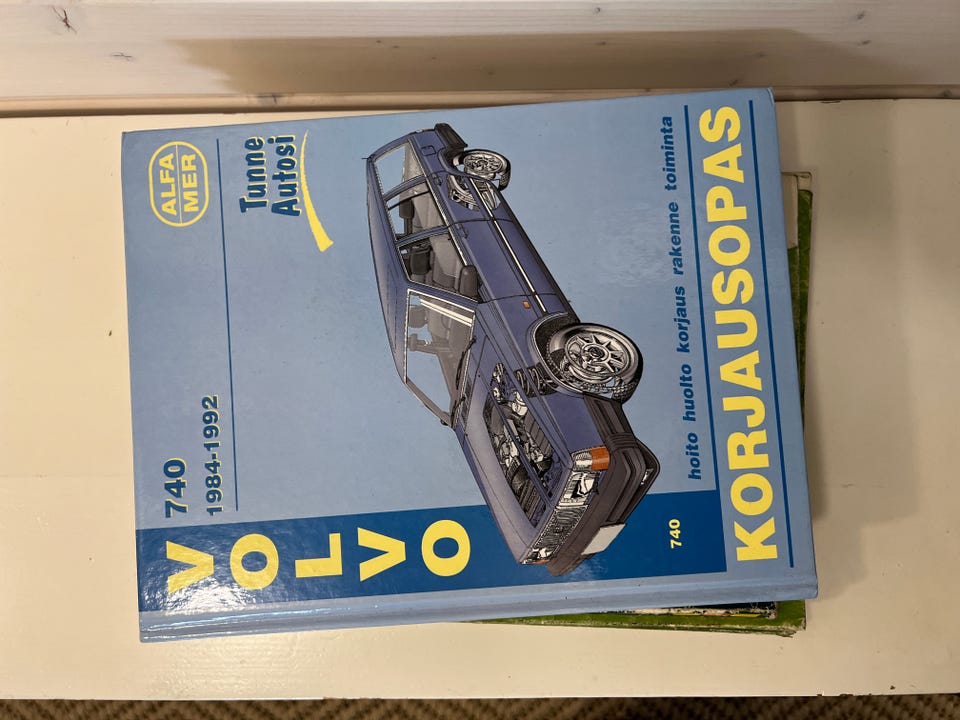 740
1984-1992
ALFA
MER
Tunne
Autosi
VOLVO
740
hoito huolto korjaus rakenne toiminta
KORJAUSOPAS